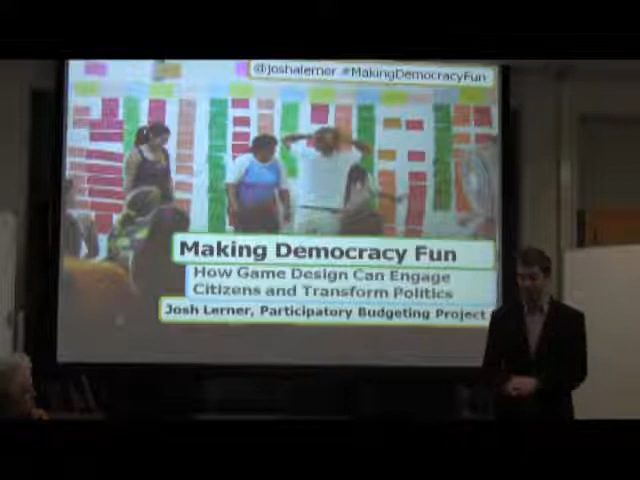 @joshalerner #MakingDemocracyFun
Making Democracy Fun
How Game Design Can Engage
Citizens and Transform Politics
Josh Lerner, Participatory Budgeting Project